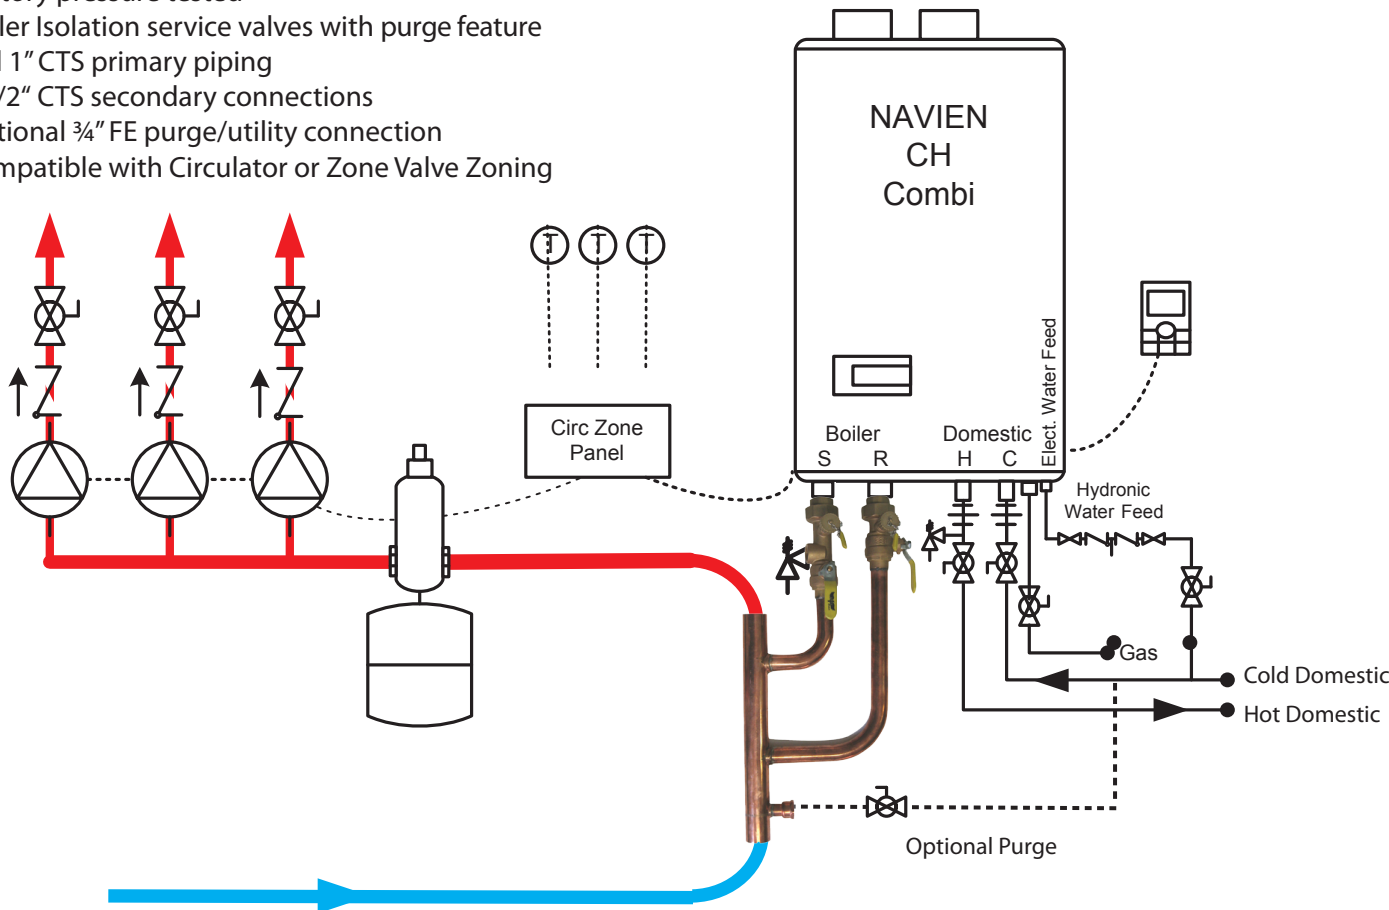 ler Isolation service valves with purge feature
1” CTS primary piping
/2“ CTS secondary connections
tional ¾” FE purge/utility connection
mpatible with Circulator or Zone Valve Zoning
NAVIEN
CH
Combi
T T T
Circ Zone
Panel
Boiler
S R
Domestic
H C
Elect. Water Feed
Hydronic
Water Feed
Gas
Cold Domestic
Hot Domestic
Optional Purge